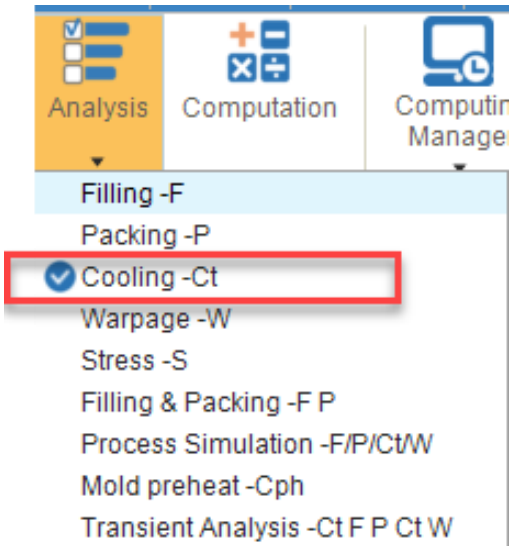 Analysis
Computation
Computin
Manage
Filling -F
Packing -P
Cooling -Ct
Warpage -W
Stress -S
Filling & Packing -F P
Process Simulation -F/P/Ct/W
Mold preheat -Cph
Transient Analysis -Ct F P Ct W